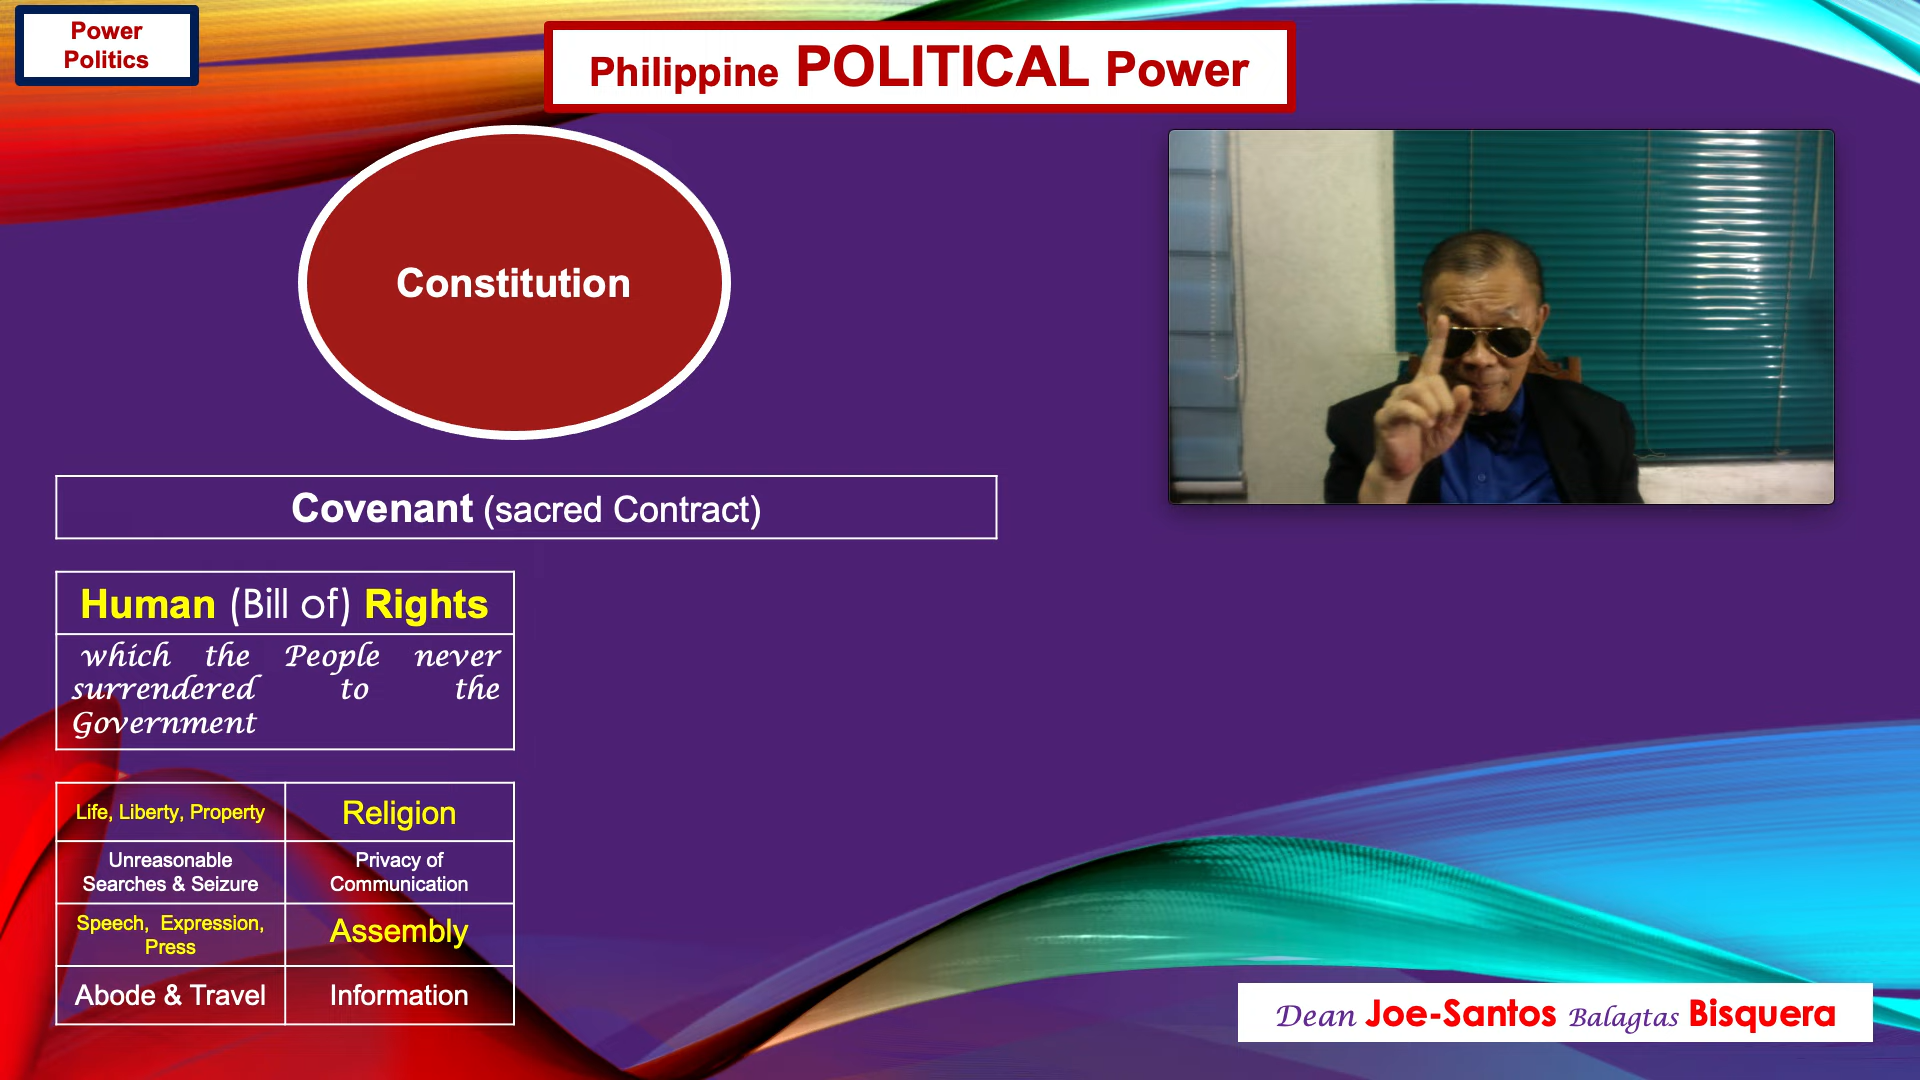 Power
Politics
Philippine POLITICAL Power
Constitution
Covenant (sacred Contract)
Human (Bill of) Rights
which the People never
surrendered to the
Government
Life, Liberty, Property
Religion
Unreasonable
Searches & Seizure
Privacy of
Communication
Speech, Expression,
Press
Assembly
Abode & Travel
Information
Dean Joe-Santos Balagtas Bisquera